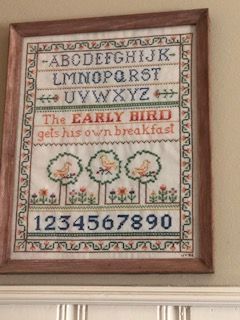 ABCDEFGHIJK
LMNOPQRST
UVWXYZ
The EARLY BIRD
gets his own breakfast
1234567890